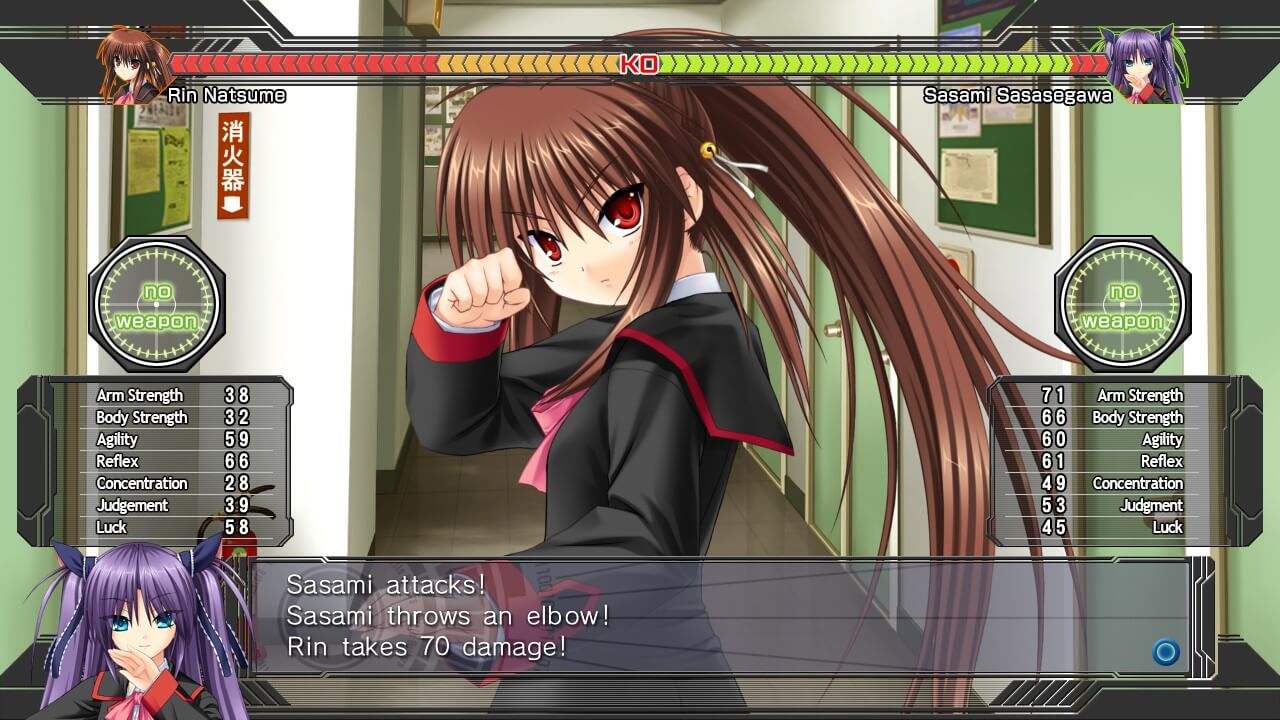 KO
Rin Natsume
Sasami Sasasegawa
消火器
no
weapon
no
weapon
Arm Strength 38
Body Strength 32
Agility 59
Reflex 66
Concentration 28
Judgement 39
Luck 58
71 Arm Strength
66 Body Strength
60 Agility
61 Reflex
49 Concentration
53 Judgment
45 Luck
Sasami attacks!
Sasami throws an elbow!
Rin takes 70 damage!